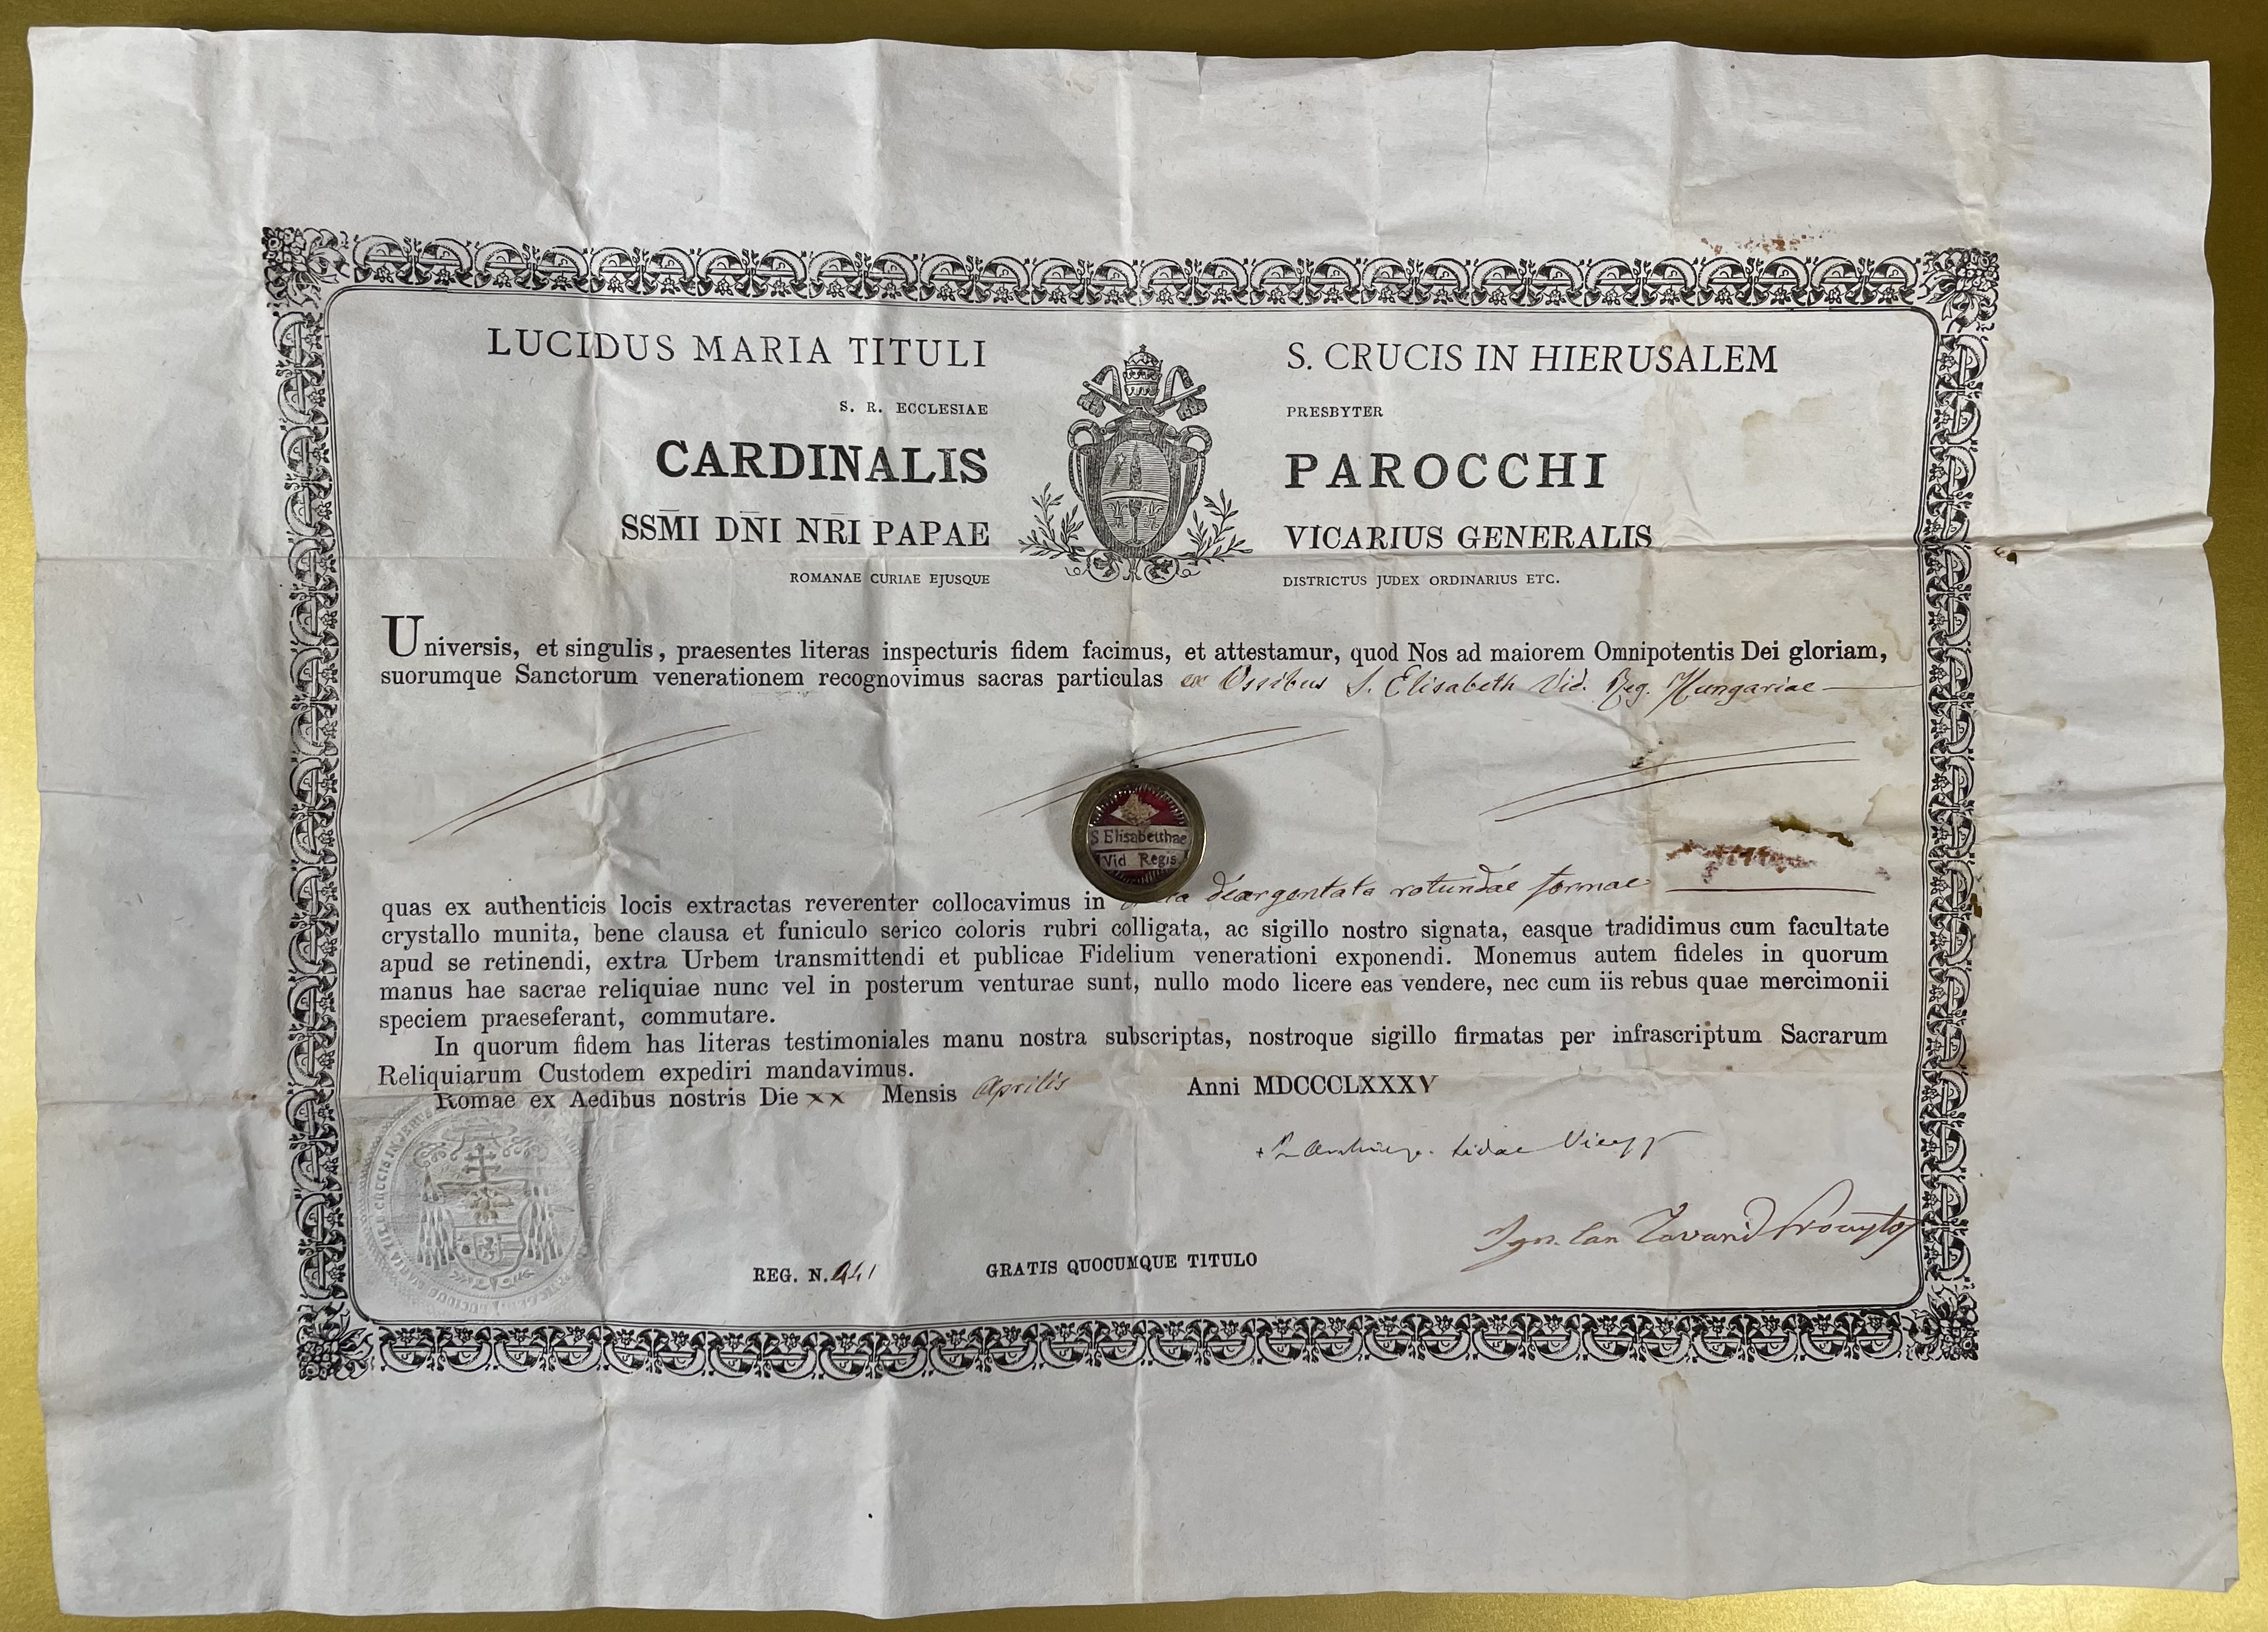 LUCIDUS MARIA TITULI S. CRUCIS IN HIERUSALEM
S. R. ECCLESIAE PRESBYTER
CARDINALIS PAROCCHI
SSM̄I DN̄I NR̄I PAPAE VICARIUS GENERALIS
ROMANAE CURIAE EJUSQUE DISTRICTUS JUDEX ORDINARIUS ETC.
Universis, et singulis, praesentes literas inspecturis fidem facimus, et attestamur, quod Nos ad maiorem Omnipotentis Dei gloriam,
suorumque Sanctorum venerationem recognovimus sacras particulas ex Ossibus S. Elisabeth Vid. Reg. Hungariae
S Elisabethae
Vid Regis.
quas ex authenticis locis extractas reverenter collocavimus in deargentata rotundae formae
crystallo munita, bene clausa et funiculo serico coloris rubri colligata, ac sigillo nostro signata, easque tradidimus cum facultate
apud se retinendi, extra Urbem transmittendi et publicae Fidelium venerationi exponendi. Monemus autem fideles in quorum
manus hae sacrae reliquiae nunc vel in posterum venturae sunt, nullo modo licere eas vendere, nec cum iis rebus quae mercimonii
speciem praeseferant, commutare.
In quorum fidem has literas testimoniales manu nostra subscriptas, nostroque sigillo firmatas per infrascriptum Sacrarum
Reliquiarum Custodem expediri mandavimus.
Romae ex Aedibus nostris Die xx Mensis Aprilis Anni MDCCCLXXXV
REG. N. GRATIS QUOCUMQUE TITULO